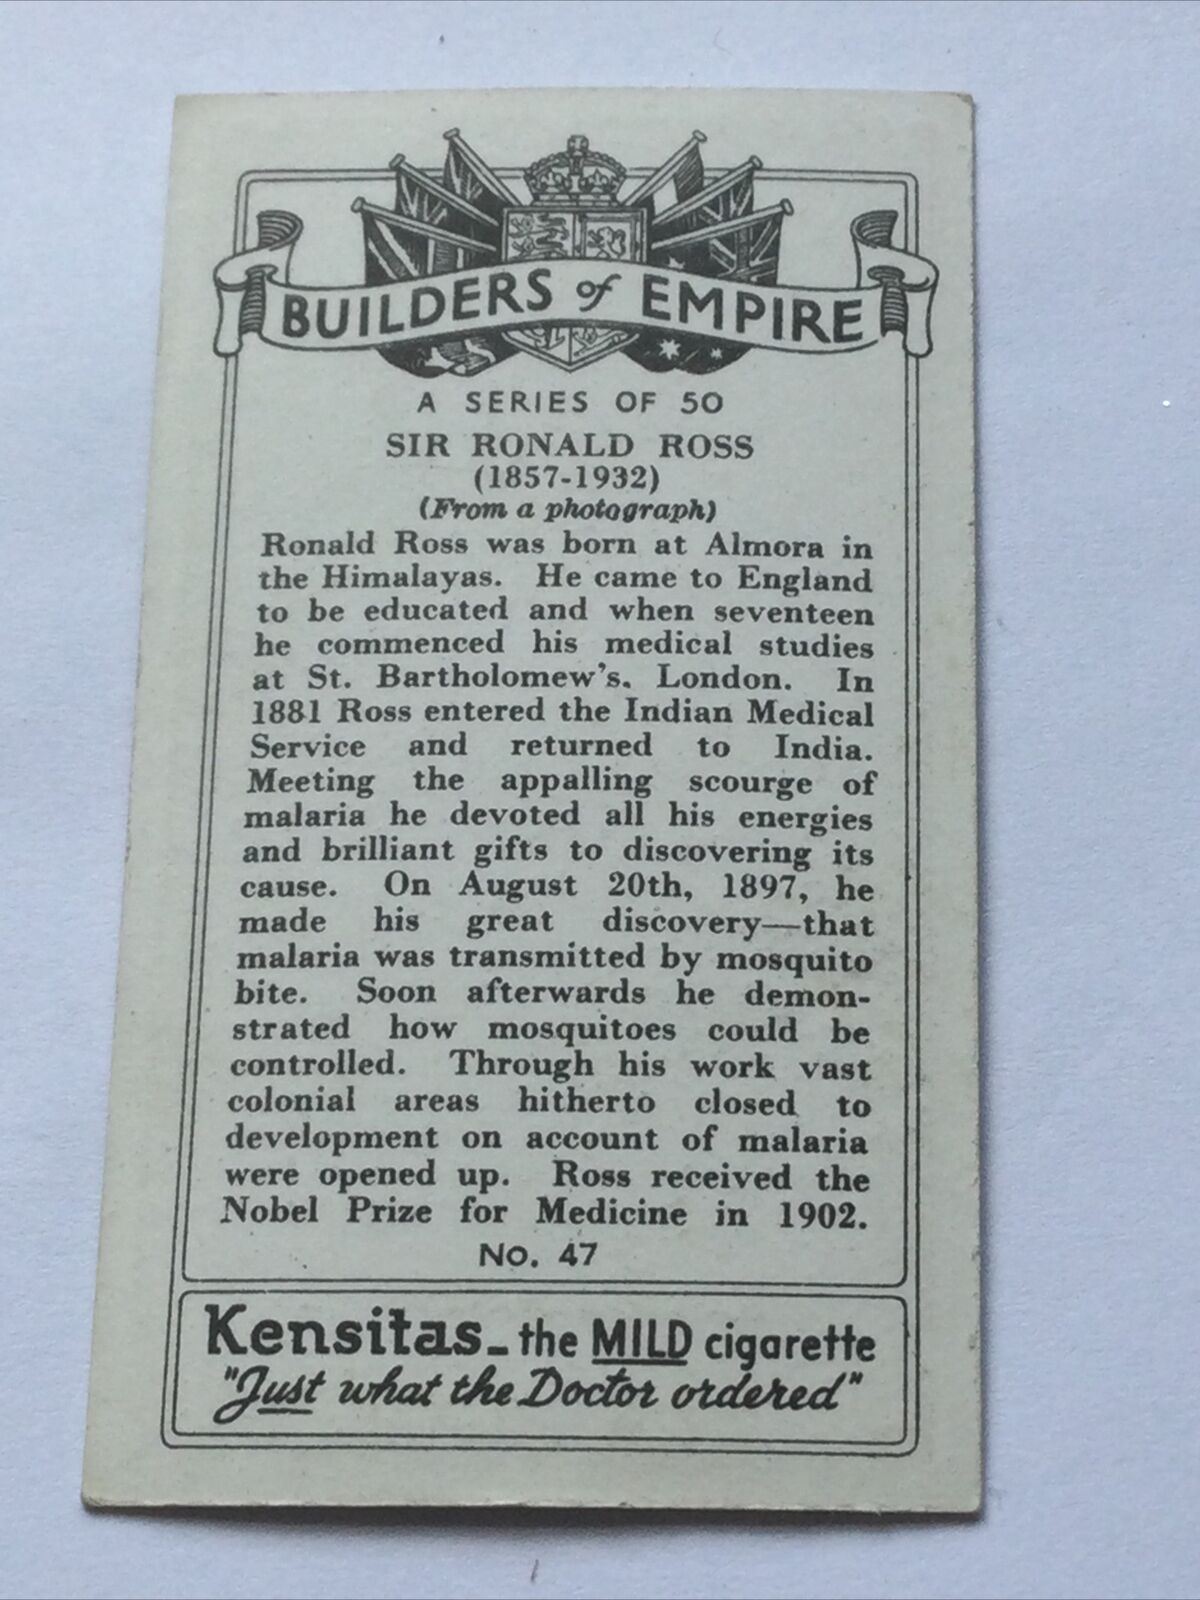 BUILDERS of EMPIRE
A SERIES OF 50
SIR RONALD ROSS
(1857-1932)
(From a photograph)
Ronald Ross was born at Almora in
the Himalayas. He came to England
to be educated and when seventeen
he commenced his medical studies
at St. Bartholomew's, London. In
1881 Ross entered the Indian Medical
Service and returned to India.
Meeting the appalling scourge of
malaria he devoted all his energies
and brilliant gifts to discovering its
cause. On August 20th, 1897, he
made his great discovery—that
malaria was transmitted by mosquito
bite. Soon afterwards he demon-
strated how mosquitoes could be
controlled. Through his work vast
colonial areas hitherto closed to
development on account of malaria
were opened up. Ross received the
Nobel Prize for Medicine in 1902.
No. 47
Kensitas - the MILD cigarette
"Just what the Doctor ordered"